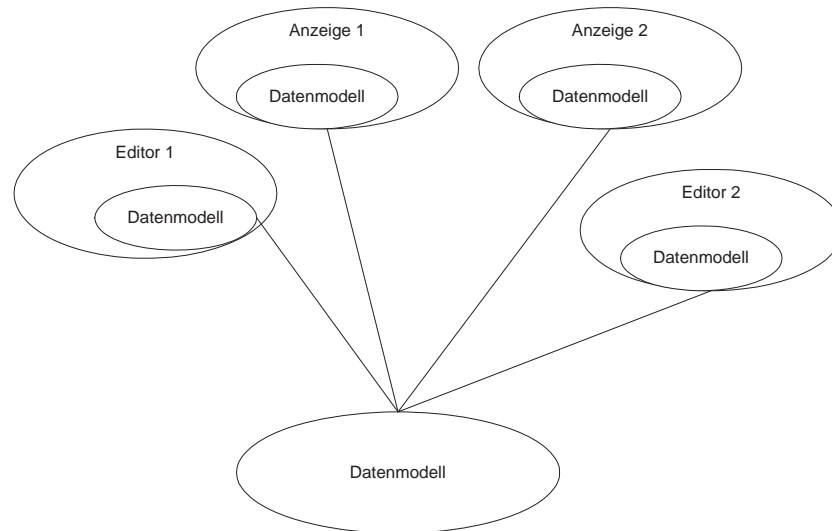 Anzeige 1
Datenmodell
Anzeige 2
Datenmodell
Editor 1
Datenmodell
Editor 2
Datenmodell
Datenmodell